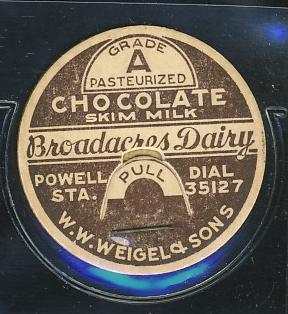 GRADE
A
PASTEURIZED
CHOCOLATE
SKIM MILK
Broadacres Dairy
POWELL STA.
PULL
DIAL 35127
W.W. WEIGEL & SONS